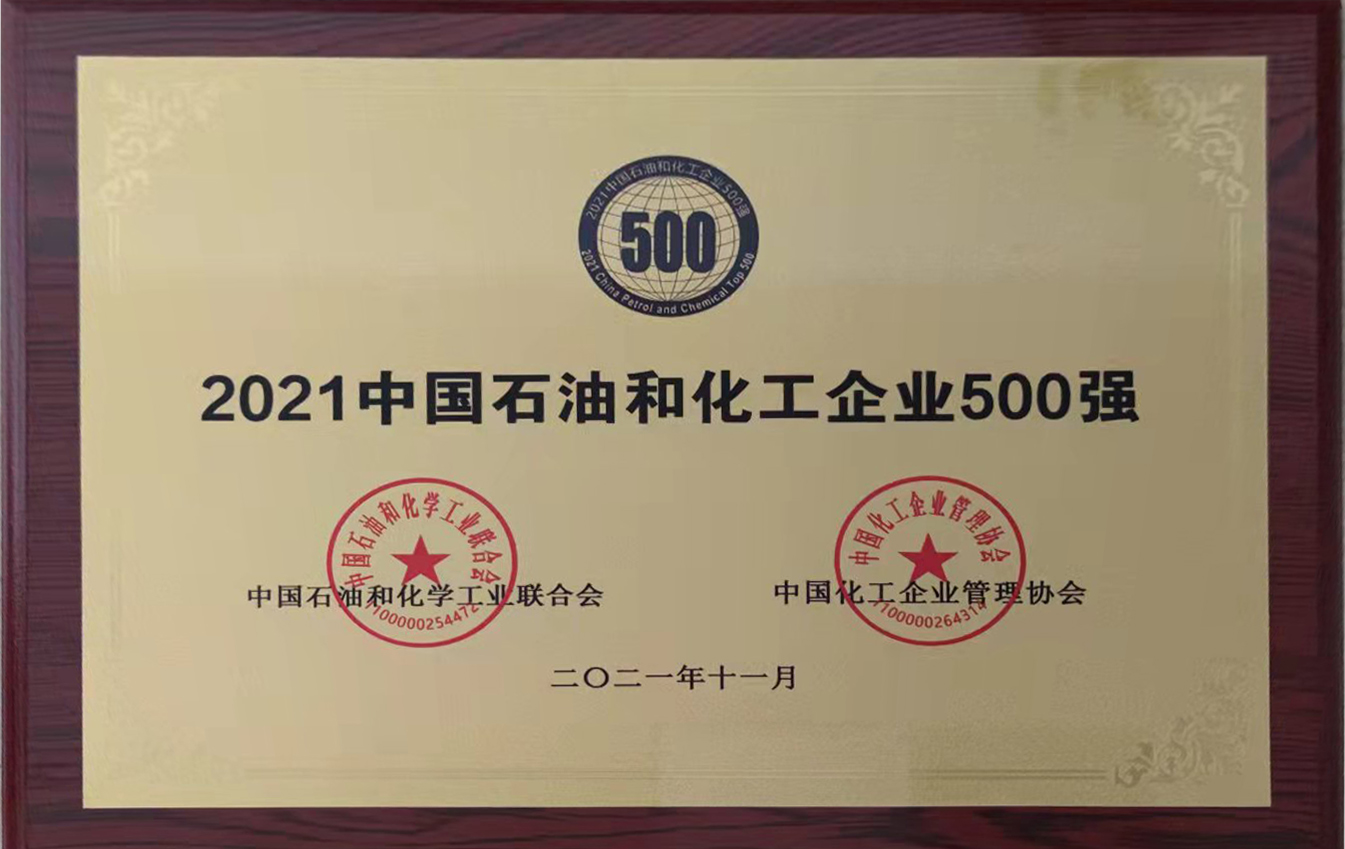 2021中国石油和化工企业500强
500
2021 China Petrol and Chemical Top 500
2021中国石油和化工企业500强
中国石油和化学工业联合会
1100000254472
中国石油和化学工业联合会
中国化工企业管理协会
1100000264314
中国化工企业管理协会
二〇二一年十一月